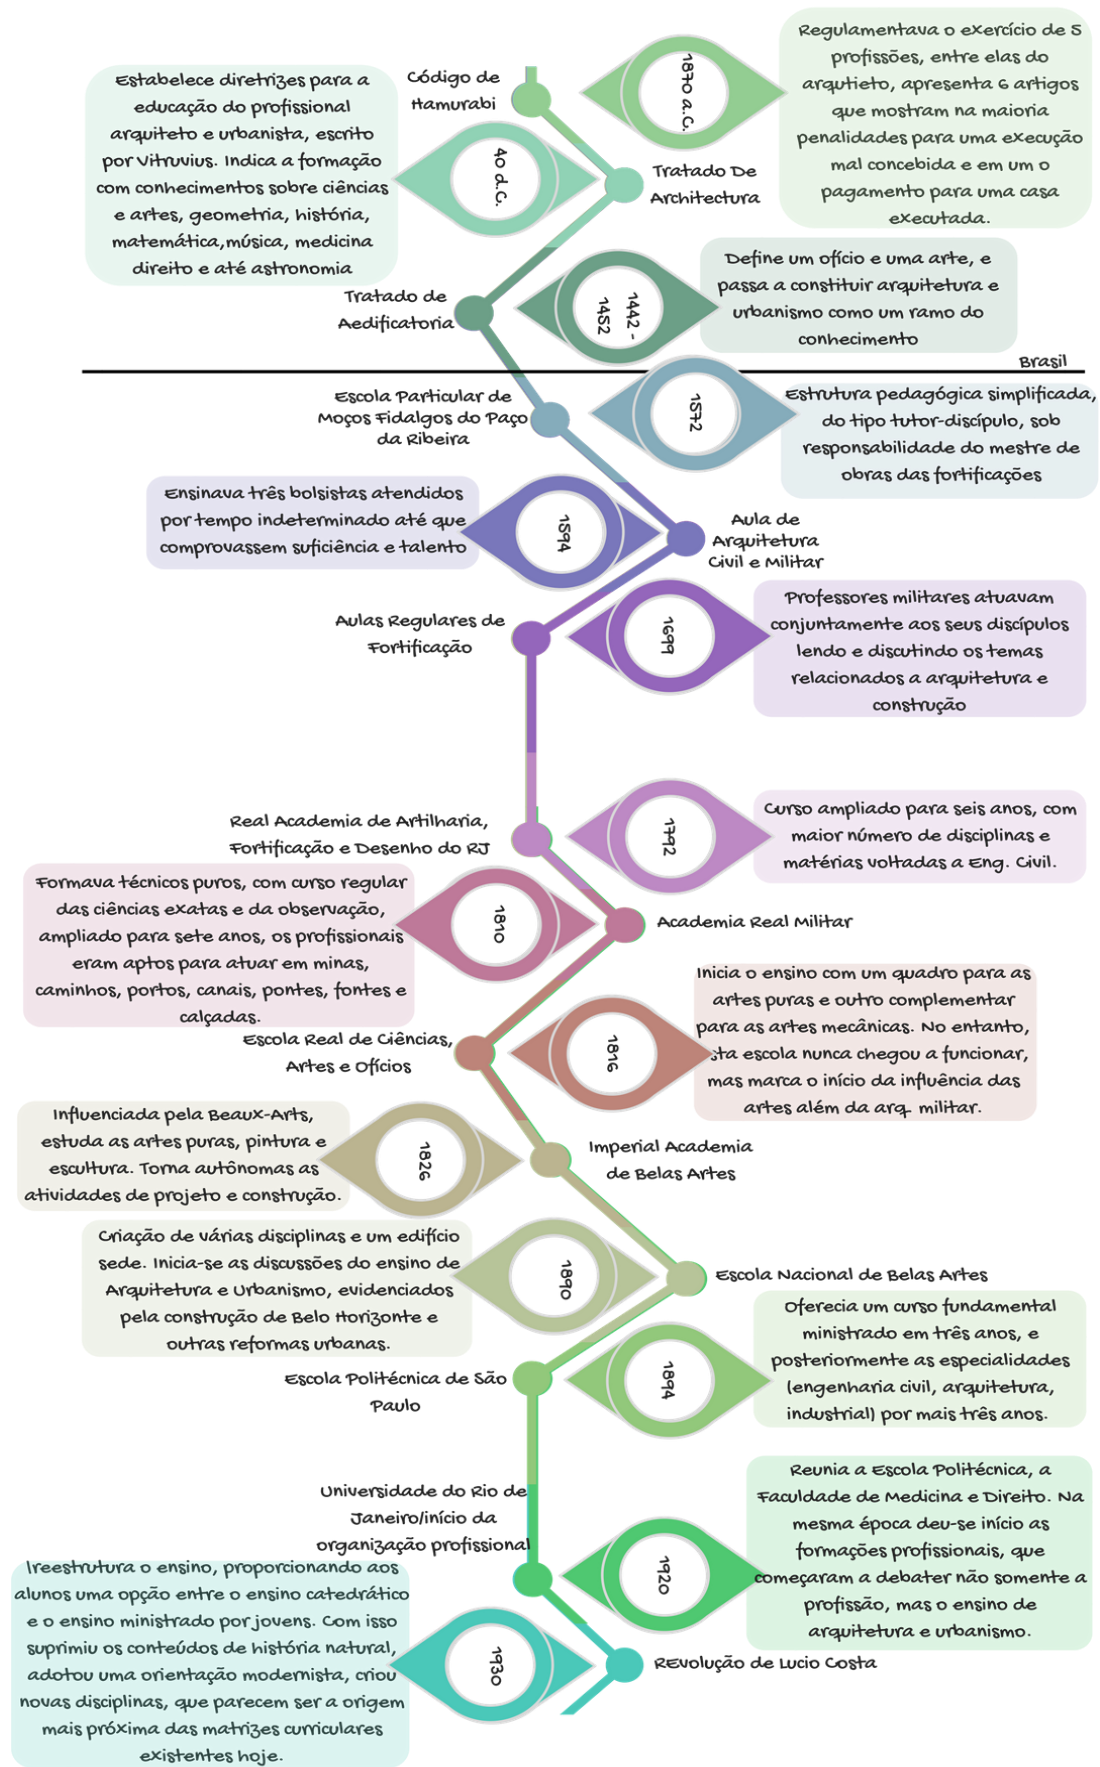 Código de
Hamurabi
1870 a.C.
Regulamentava o exercício de 5
profissões, entre elas do
arqutieto, apresenta 6 artigos
que mostram na maioria
penalidades para uma execução
mal concebida e em um o
pagamento para uma casa
executada.
Estabelece diretrizes para a
educação do profissional
arquiteto e urbanista, escrito
por Vitruvius. Indica a formação
com conhecimentos sobre ciências
e artes, geometria, história,
matemática,música, medicina
direito e até astronomia
40 d.C.
Tratado De
Architectura
Tratado de
Aedificatoria
1442 -
1452
Define um ofício e uma arte, e
passa a constituir arquitetura e
urbanismo como um ramo do
conhecimento
Brasil
Escola Particular de
Moços Fidalgos do Paço
da Ribeira
1572
Estrutura pedagógica simplificada,
do tipo tutor-discípulo, sob
responsabilidade do mestre de
obras das fortificações
Ensinava três bolsistas atendidos
por tempo indeterminado até que
comprovassem suficiência e talento
1594
Aula de
Arquitetura
Civil e Militar
Aulas Regulares de
Fortificação
1699
Professores militares atuavam
conjuntamente aos seus discípulos
lendo e discutindo os temas
relacionados a arquitetura e
construção
Real Academia de Artilharia,
Fortificação e Desenho do RJ
1792
Curso ampliado para seis anos, com
maior número de disciplinas e
matérias voltadas a Eng. Civil.
Formava técnicos puros, com curso regular
das ciências exatas e da observação,
ampliado para sete anos, os profissionais
eram aptos para atuar em minas,
caminhos, portos, canais, pontes, fontes e
calçadas.
1810
Academia Real Militar
Escola Real de Ciências,
Artes e Ofícios
1816
Inicia o ensino com um quadro para as
artes puras e outro complementar
para as artes mecânicas. No entanto,
sta escola nunca chegou a funcionar,
mas marca o início da influência das
artes além da arq. militar.
Influenciada pela Beaux-Arts,
estuda as artes puras, pintura e
escultura. Torna autônomas as
atividades de projeto e construção.
1826
Imperial Academia
de Belas Artes
Criação de várias disciplinas e um edifício
sede. Inicia-se as discussões do ensino de
Arquitetura e Urbanismo, evidenciados
pela construção de Belo Horizonte e
outras reformas urbanas.
1890
Escola Nacional de Belas Artes
Escola Politécnica de São
Paulo
1894
Oferecia um curso fundamental
ministrado em três anos, e
posteriormente as especialidades
(engenharia civil, arquitetura,
industrial) por mais três anos.
Universidade do Rio de
Janeiro/início da
organização profissional
1920
Reunia a Escola Politécnica, a
Faculdade de Medicina e Direito. Na
mesma época deu-se início as
formações profissionais, que
começaram a debater não somente a
profissão, mas o ensino de
arquitetura e urbanismo.
Ireestrutura o ensino, proporcionando aos
alunos uma opção entre o ensino catedrático
e o ensino ministrado por jovens. Com isso
suprimiu os conteúdos de história natural,
adotou uma orientação modernista, criou
novas disciplinas, que parecem ser a origem
mais próxima das matrizes curriculares
existentes hoje.
1930
REvolução de Lucio Costa